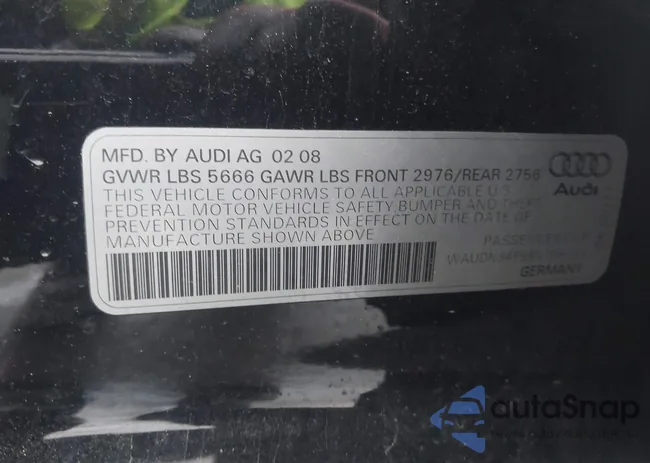 MFD. BY AUDI AG 02 08
GVWR LBS 5666 GAWR LBS FRONT 2976/REAR 2756
THIS VEHICLE CONFORMS TO ALL APPLICABLE U.S.
FEDERAL MOTOR VEHICLE SAFETY BUMPER AND THEFT
PREVENTION STANDARDS IN EFFECT ON THE DATE OF
MANUFACTURE SHOWN ABOVE
Audi
PASSENGER
GERMANY
autoSnap